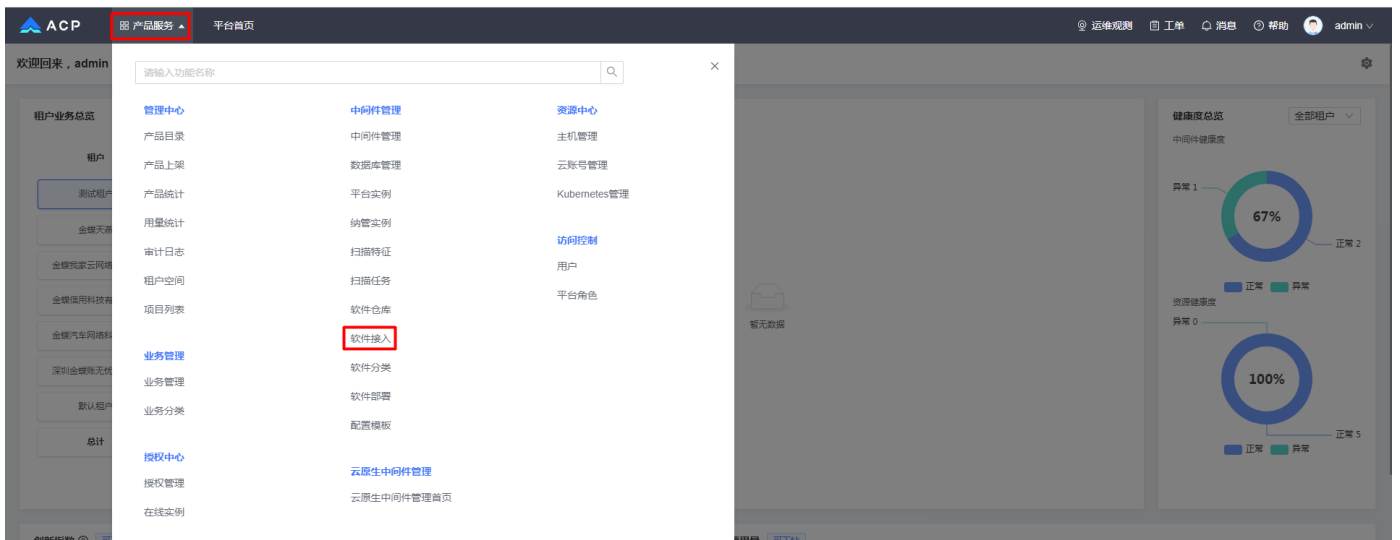 ACP 产品服务 平台首页 运维观测 工单 消息 帮助 admin
欢迎回来，admin
请输入功能名称
管理中心
产品目录
产品上架
产品统计
用量统计
审计日志
租户空间
项目列表
业务管理
业务管理
业务分类
授权中心
授权管理
在线实例
中间件管理
中间件管理
数据库管理
平台实例
纳管实例
扫描特征
扫描任务
软件仓库
软件接入
软件分类
软件部署
配置模板
云原生中间件管理
云原生中间件管理首页
资源中心
主机管理
云账号管理
Kubernetes管理
访问控制
用户
平台角色
租户业务总览
租户
测试租户
金蝶天燕
金蝶我家云网络
金蝶信用科技有
金蝶汽车网络科
深圳金蝶账无忧
默认租户
总计
暂无数据
健康度总览 全部租户
中间件健康度
异常 1
67%
正常 2
正常 异常
资源健康度
异常 0
100%
正常 5
正常 异常